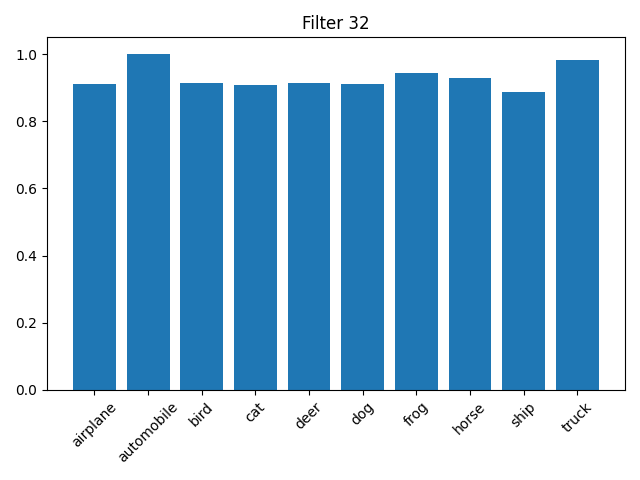 Filter 32
1.0
0.8
0.6
0.4
0.2
0.0
airplane
automobile
bird
cat
deer
dog
frog
horse
ship
truck